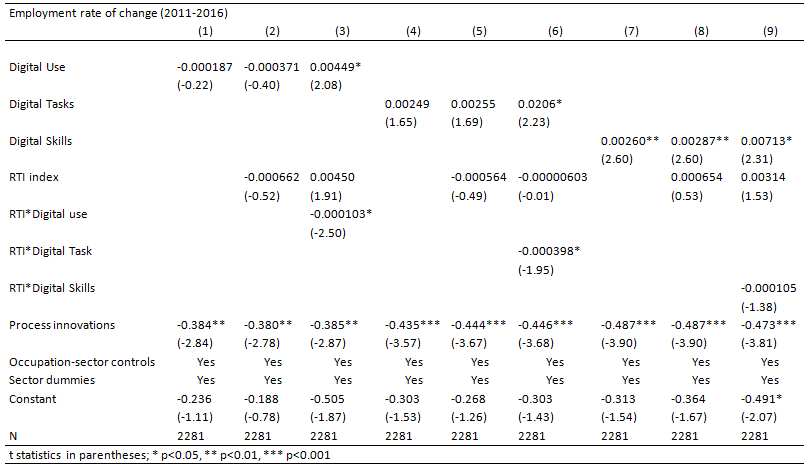 Employment rate of change (2011-2016)
(1) (2) (3) (4) (5) (6) (7) (8) (9)
Digital Use -0.000187 -0.000371 0.00449*
(-0.22) (-0.40) (2.08)
Digital Tasks 0.00249 0.00255 0.0206*
(1.65) (1.69) (2.23)
Digital Skills 0.00260** 0.00287** 0.00713*
(2.60) (2.60) (2.31)
RTI index -0.000662 0.00450 -0.000564 -0.00000603 0.000654 0.00314
(-0.52) (1.91) (-0.49) (-0.01) (0.53) (1.53)
RTI*Digital use -0.000103*
(-2.50)
RTI*Digital Task -0.000398*
(-1.95)
RTI*Digital Skills -0.000105
(-1.38)
Process innovations -0.384** -0.380** -0.385** -0.435*** -0.444*** -0.446*** -0.487*** -0.487*** -0.473***
(-2.84) (-2.78) (-2.87) (-3.57) (-3.67) (-3.68) (-3.90) (-3.90) (-3.81)
Occupation-sector controls Yes Yes Yes Yes Yes Yes Yes Yes Yes
Sector dummies Yes Yes Yes Yes Yes Yes Yes Yes Yes
Constant -0.236 -0.188 -0.505 -0.303 -0.268 -0.303 -0.313 -0.364 -0.491*
(-1.11) (-0.78) (-1.87) (-1.53) (-1.26) (-1.43) (-1.54) (-1.67) (-2.07)
N 2281 2281 2281 2281 2281 2281 2281 2281 2281
t statistics in parentheses; * p<0.05, ** p<0.01, *** p<0.001